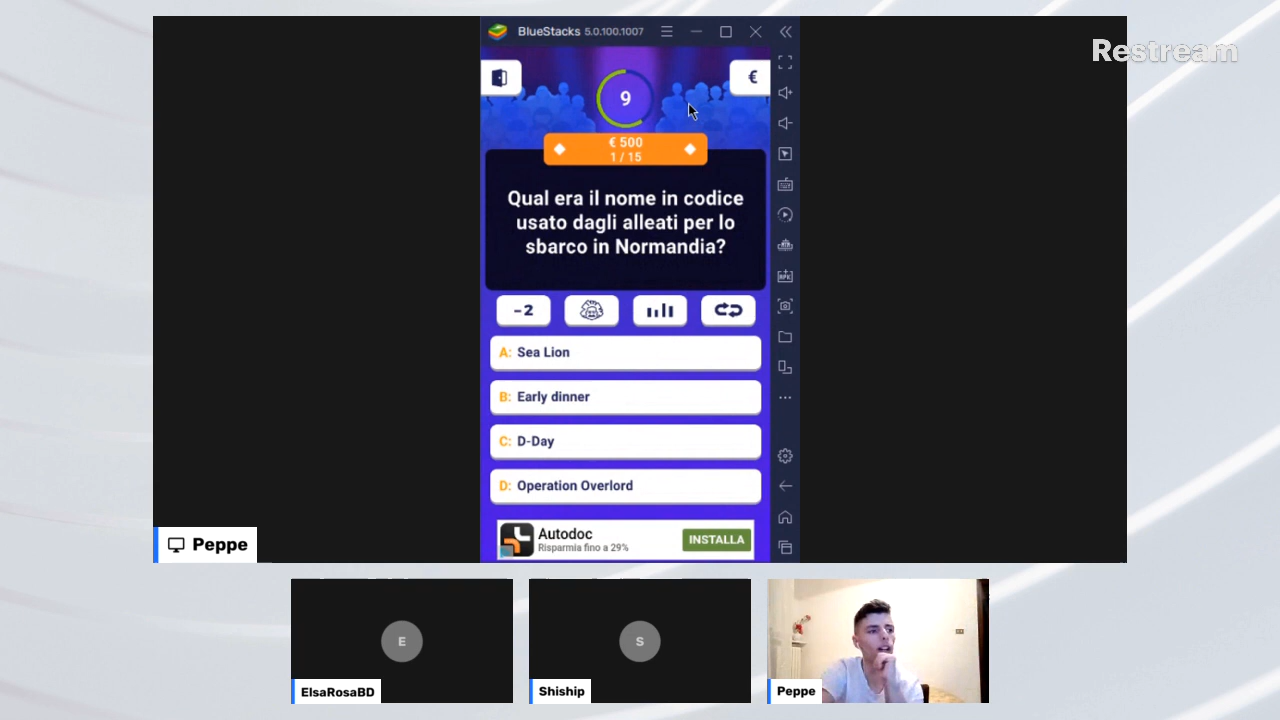 BlueStacks 5.0.100.1007
Restream
€
9
€ 500
1 / 15
Qual era il nome in codice
usato dagli alleati per lo
sbarco in Normandia?
-2
A: Sea Lion
B: Early dinner
C: D-Day
D: Operation Overlord
Autodoc
Risparmia fino a 29%
INSTALLA
Peppe
E
S
ElsaRosaBD
Shiship
Peppe